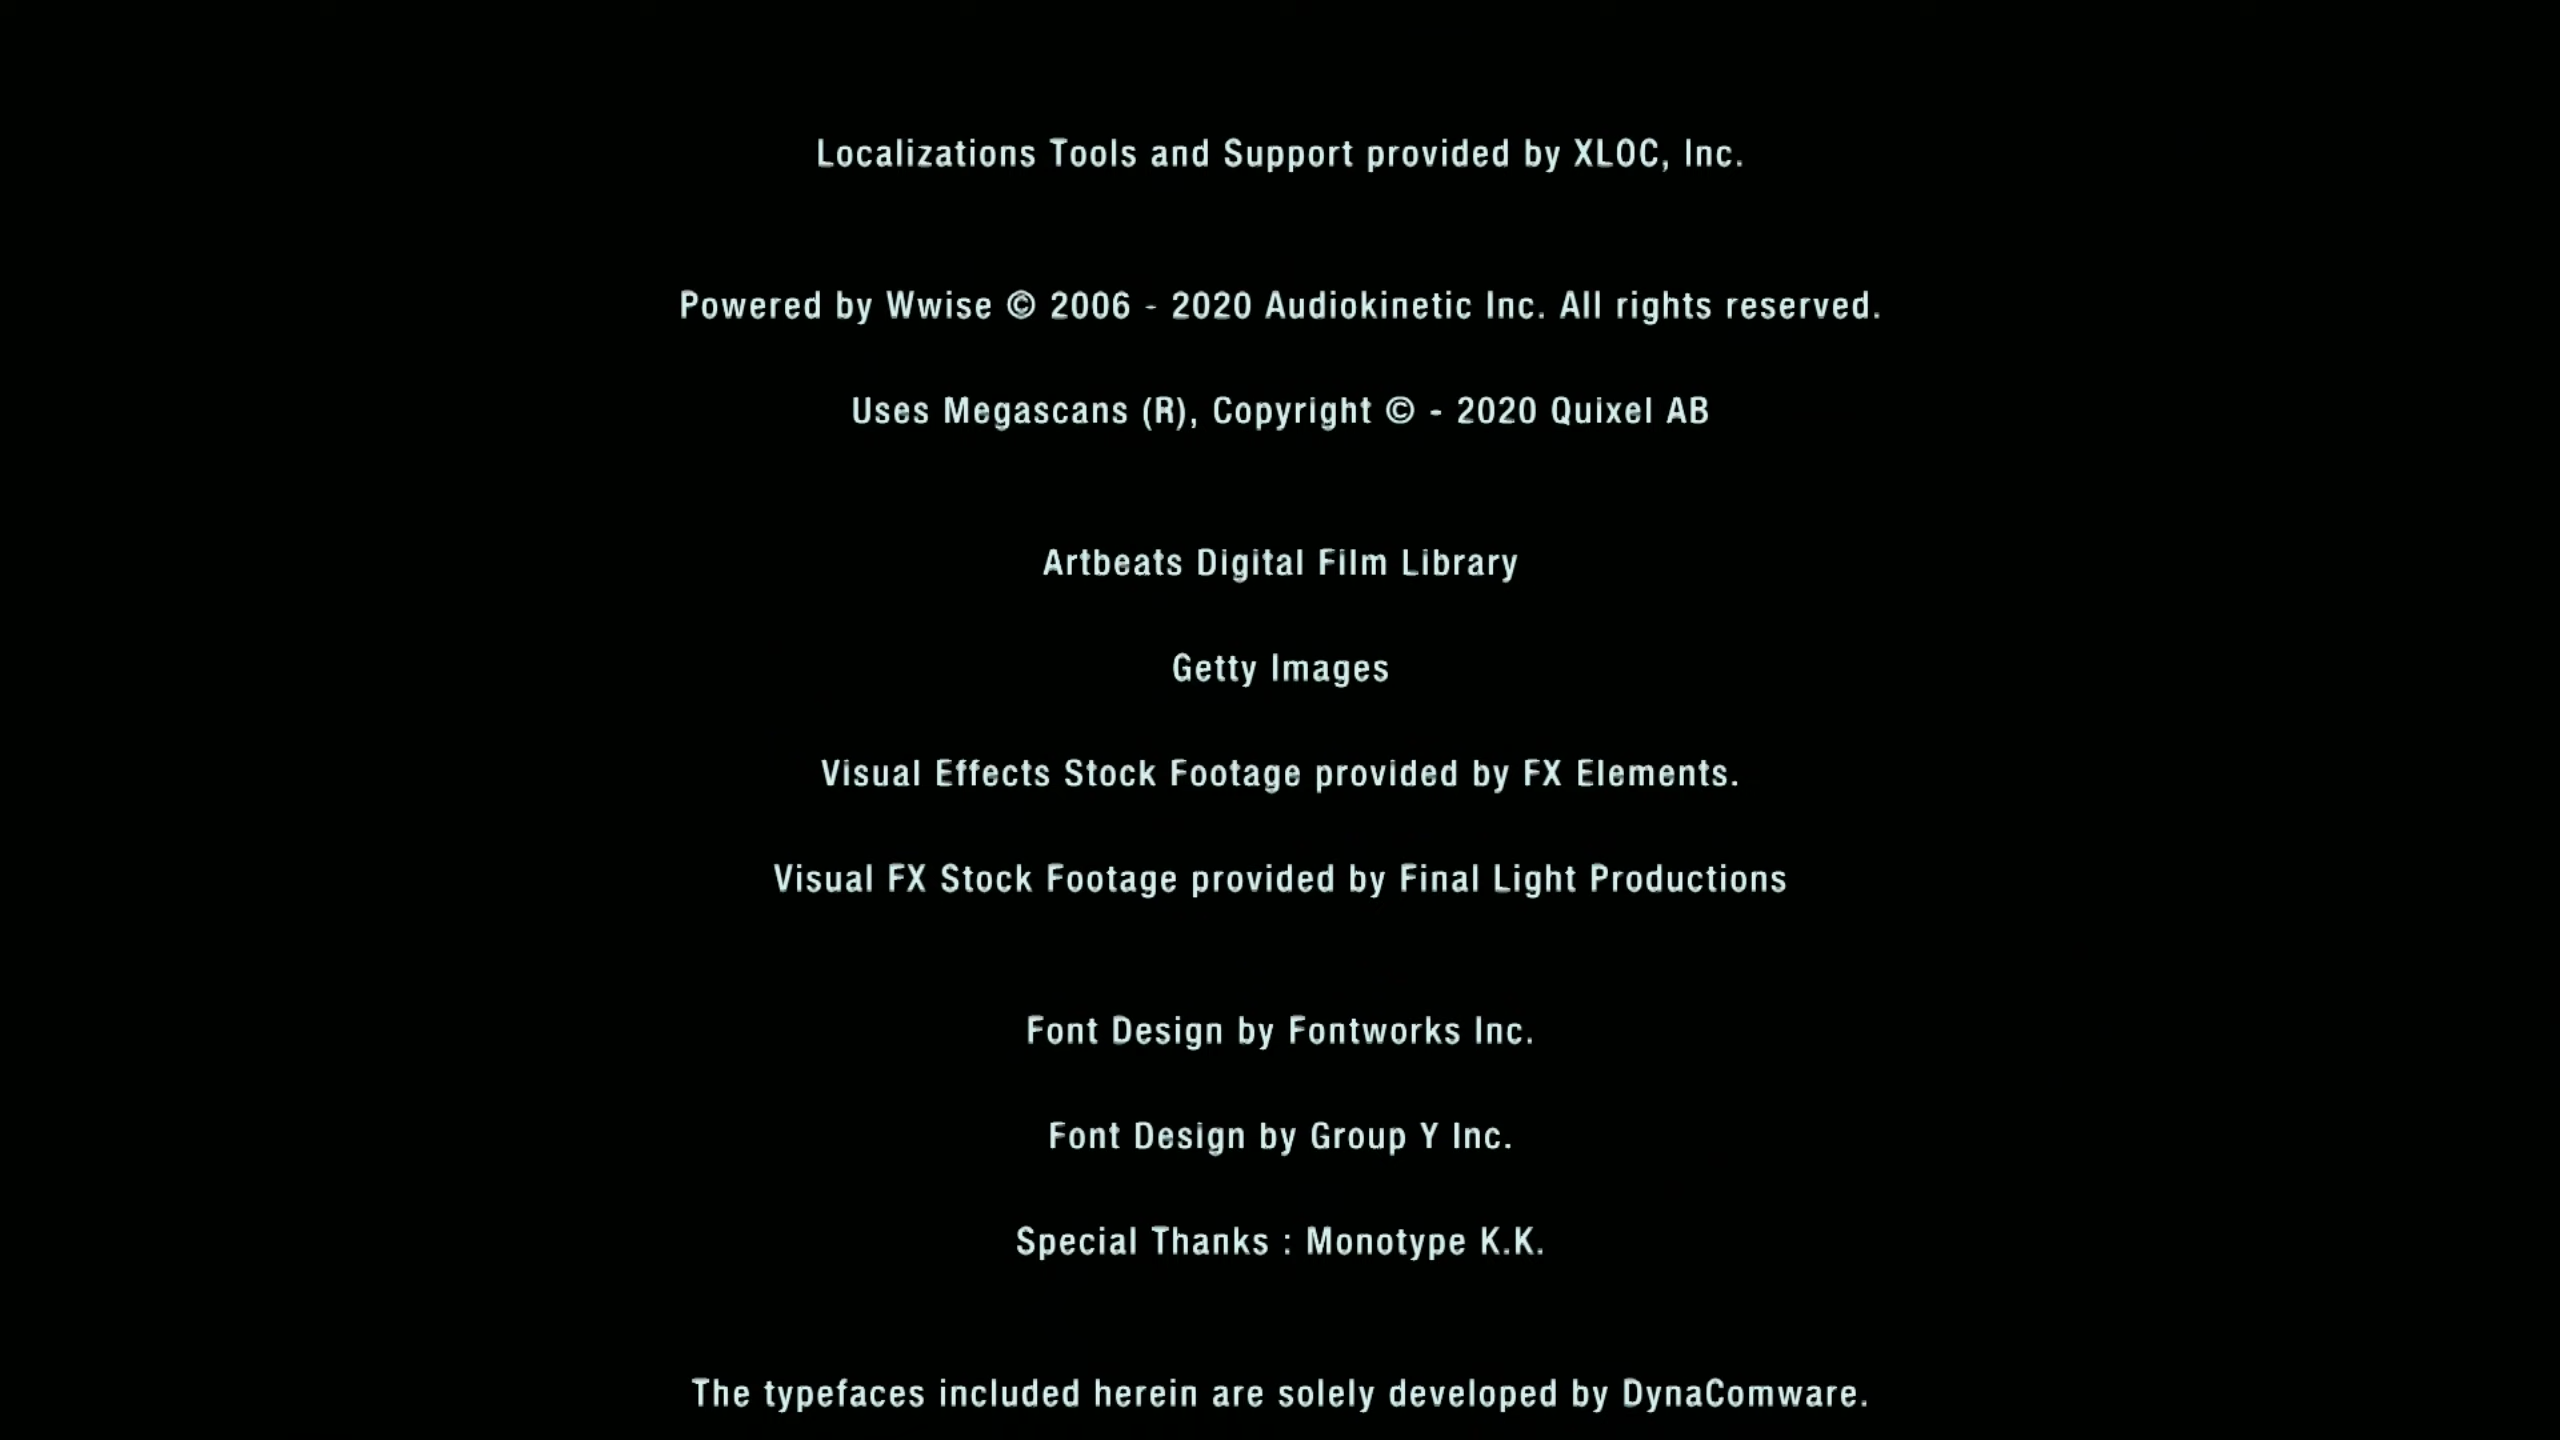 Localizations Tools and Support provided by XLOC, Inc.
Powered by Wwise © 2006 - 2020 Audiokinetic Inc. All rights reserved.
Uses Megascans (R), Copyright © - 2020 Quixel AB
Artbeats Digital Film Library
Getty Images
Visual Effects Stock Footage provided by FX Elements.
Visual FX Stock Footage provided by Final Light Productions
Font Design by Fontworks Inc.
Font Design by Group Y Inc.
Special Thanks : Monotype K.K.
The typefaces included herein are solely developed by DynaComware.